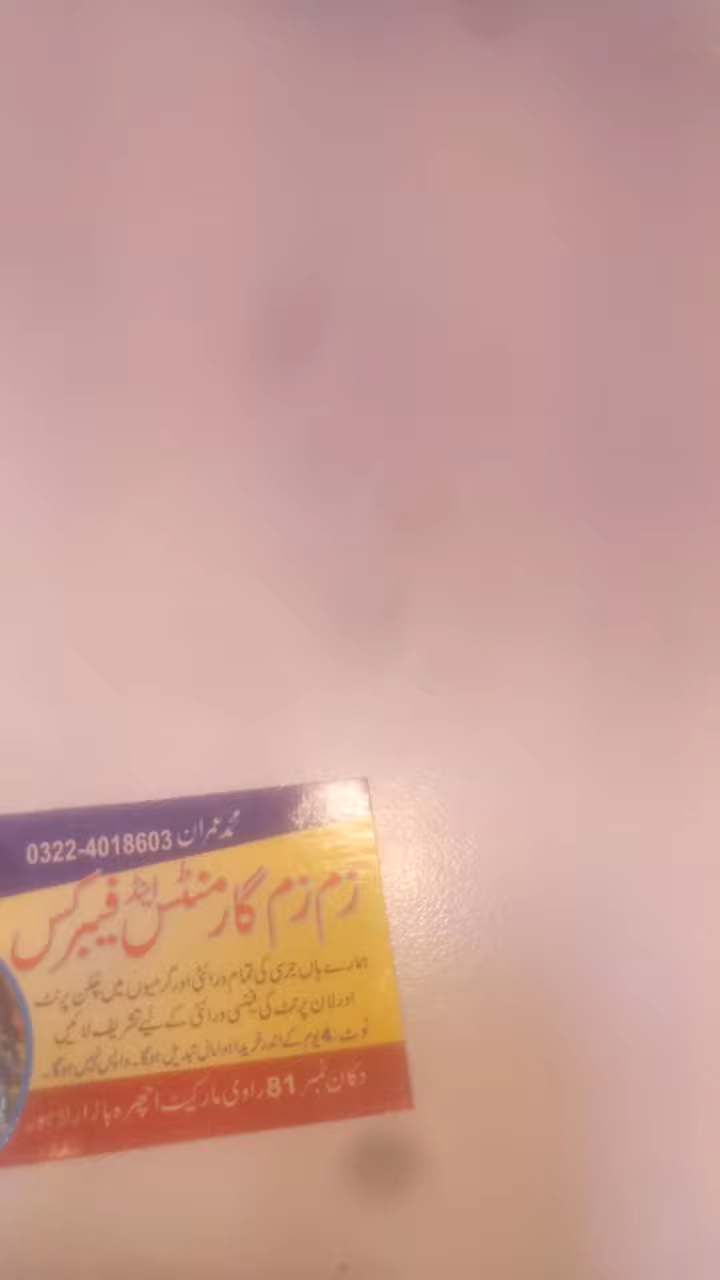 محمد عمران 0322-4018603
زم زم گارمنٹس اینڈ فیبرکس
ہمارے ہاں جرسی کی تمام ورائٹی اور گرمیوں میں چکن پرنٹ
اور لان پرنٹ کی فینسی ورائٹی کے لیے تشریف لائیں
نوٹ: 4 یوم کے اندر خریدا ہوا مال تبدیل ہوگا۔ واپس نہیں ہوگا۔
دکان نمبر 81 راوی مارکیٹ اچھرہ بازار لاہور